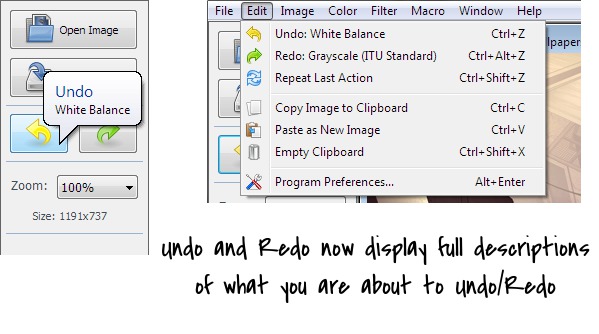 Open Image
Undo
White Balance
Zoom: 100%
Size: 1191x737
File Edit Image Color Filter Macro Window Help
Undo: White Balance Ctrl+Z
Redo: Grayscale (ITU Standard) Ctrl+Alt+Z
Repeat Last Action Ctrl+Shift+Z
Copy Image to Clipboard Ctrl+C
Paste as New Image Ctrl+V
Empty Clipboard Ctrl+Shift+X
Program Preferences... Alt+Enter
lpaper
Undo and Redo now display full descriptions
of what you are about to Undo/Redo